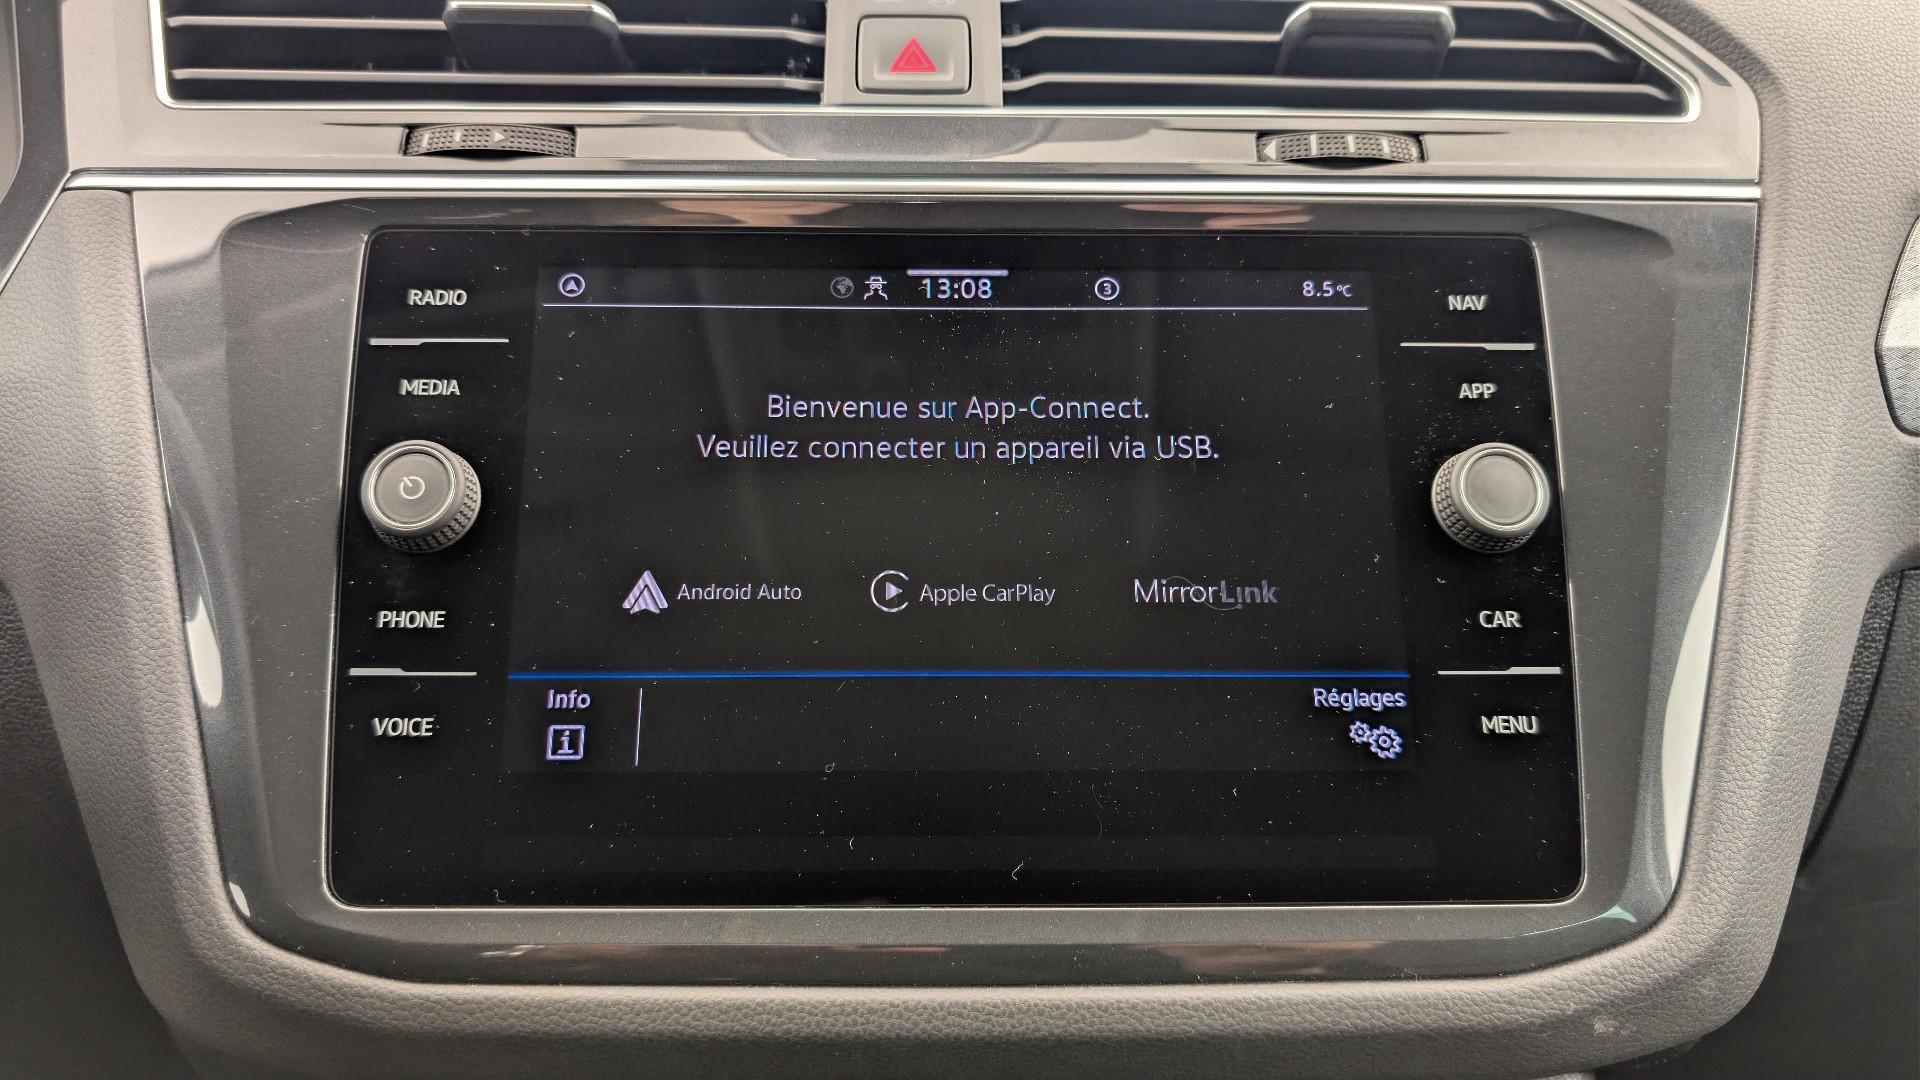 RADIO
MEDIA
PHONE
VOICE
13:08
3
8.5°C
Bienvenue sur App-Connect.
Veuillez connecter un appareil via USB.
Android Auto
Apple CarPlay
MirrorLink
Info
i
Réglages
NAV
APP
CAR
MENU